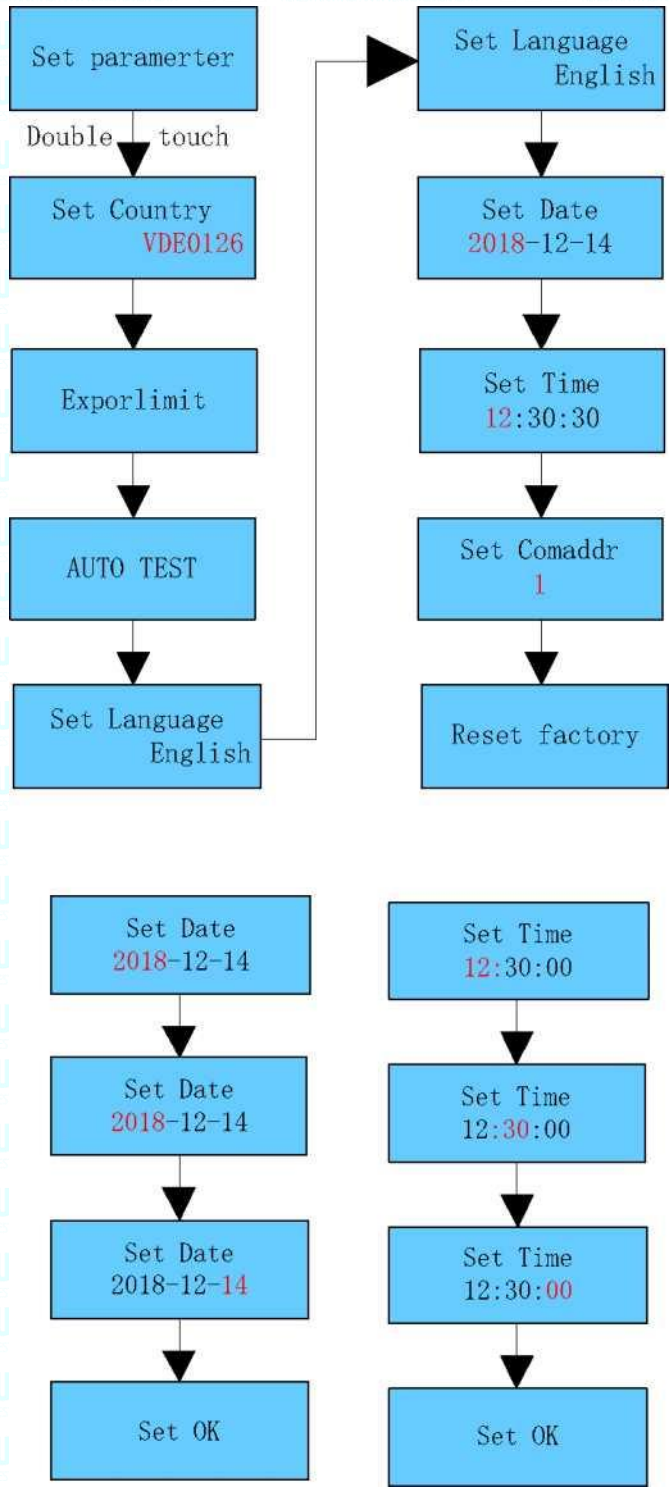 Set paramerter
Double touch
Set Country
VDE0126
Exporlimit
AUTO TEST
Set Language
English
Set Language
English
Set Date
2018-12-14
Set Time
12:30:30
Set Comaddr
1
Reset factory
Set Date
2018-12-14
Set Date
2018-12-14
Set Date
2018-12-14
Set OK
Set Time
12:30:00
Set Time
12:30:00
Set Time
12:30:00
Set OK